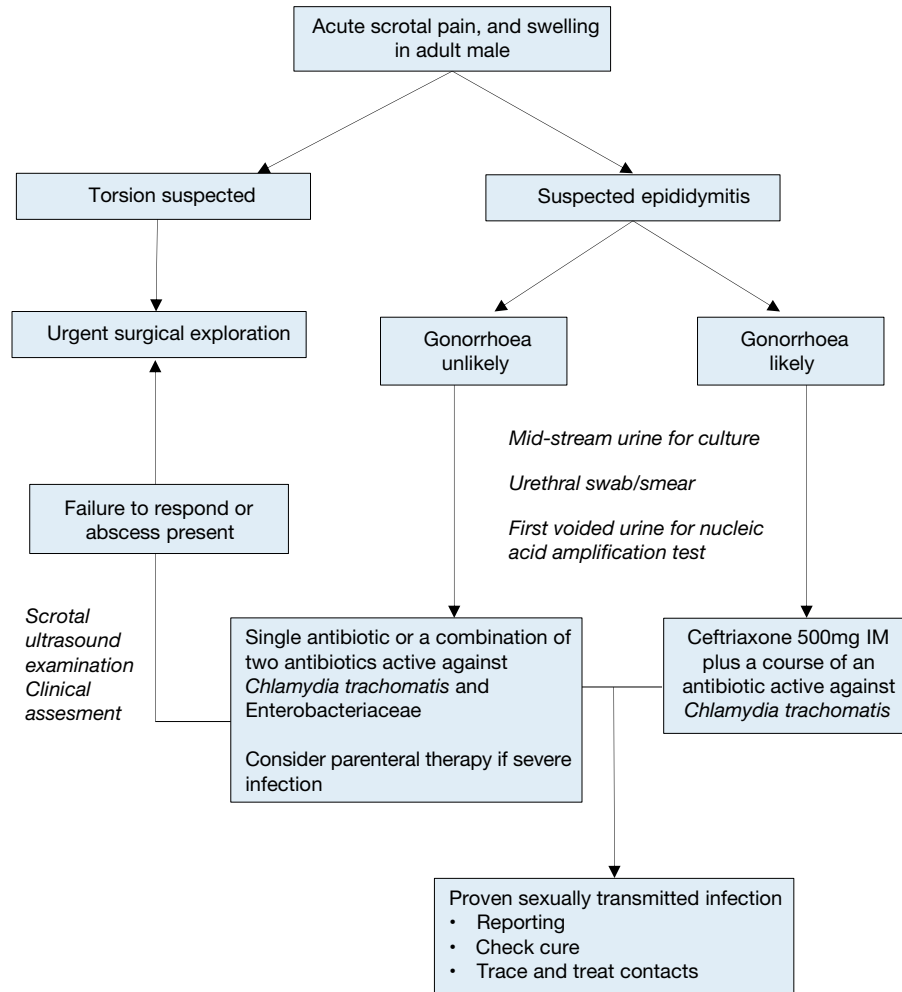 Acute scrotal pain, and swelling
in adult male
Torsion suspected
Suspected epididymitis
Urgent surgical exploration
Gonorrhoea
unlikely
Gonorrhoea
likely
Mid-stream urine for culture
Urethral swab/smear
First voided urine for nucleic
acid amplification test
Failure to respond or
abscess present
Scrotal
ultrasound
examination
Clinical
assesment
Single antibiotic or a combination of
two antibiotics active against
Chlamydia trachomatis and
Enterobacteriaceae
Consider parenteral therapy if severe
infection
Ceftriaxone 500mg IM
plus a course of an
antibiotic active against
Chlamydia trachomatis
Proven sexually transmitted infection
• Reporting
• Check cure
• Trace and treat contacts